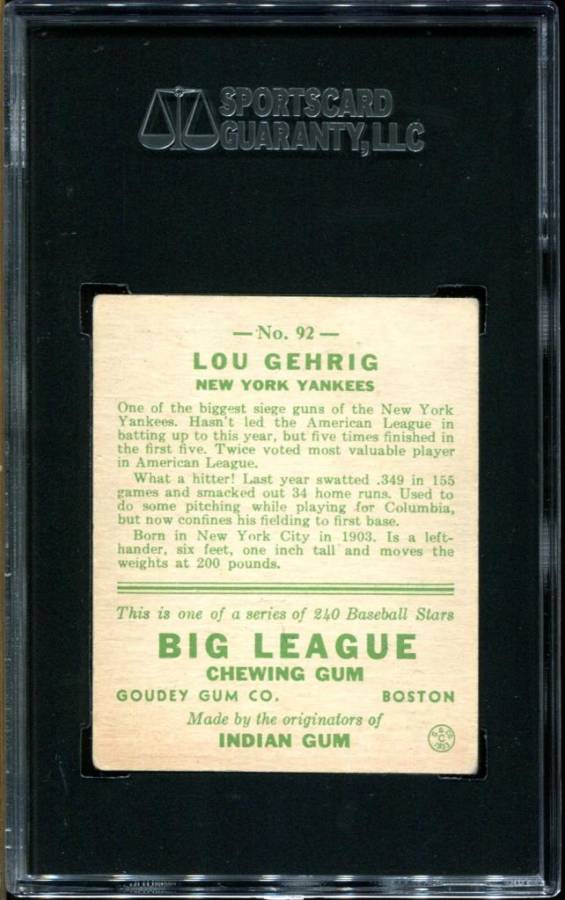 SPORTSCARD
GUARANTY, LLC
— No. 92 —
LOU GEHRIG
NEW YORK YANKEES
One of the biggest siege guns of the New York
Yankees. Hasn't led the American League in
batting up to this year, but five times finished in
the first five. Twice voted most valuable player
in American League.
What a hitter! Last year swatted .349 in 155
games and smacked out 34 home runs. Used to
do some pitching while playing for Columbia,
but now confines his fielding to first base.
Born in New York City in 1903. Is a left-
hander, six feet, one inch tall and moves the
weights at 200 pounds.
This is one of a series of 240 Baseball Stars
BIG LEAGUE
CHEWING GUM
GOUDEY GUM CO. BOSTON
Made by the originators of
INDIAN GUM